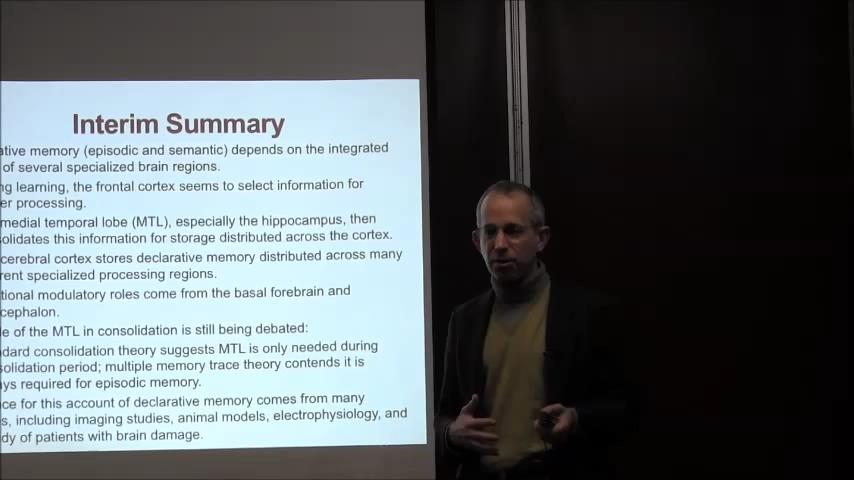 Interim Summary
ative memory (episodic and semantic) depends on the integrated
of several specialized brain regions.
ng learning, the frontal cortex seems to select information for
er processing.
medial temporal lobe (MTL), especially the hippocampus, then
olidates this information for storage distributed across the cortex.
cerebral cortex stores declarative memory distributed across many
rent specialized processing regions.
tional modulatory roles come from the basal forebrain and
cephalon.
le of the MTL in consolidation is still being debated:
ndard consolidation theory suggests MTL is only needed during
solidation period; multiple memory trace theory contends it is
ys required for episodic memory.
ce for this account of declarative memory comes from many
s, including imaging studies, animal models, electrophysiology, and
dy of patients with brain damage.